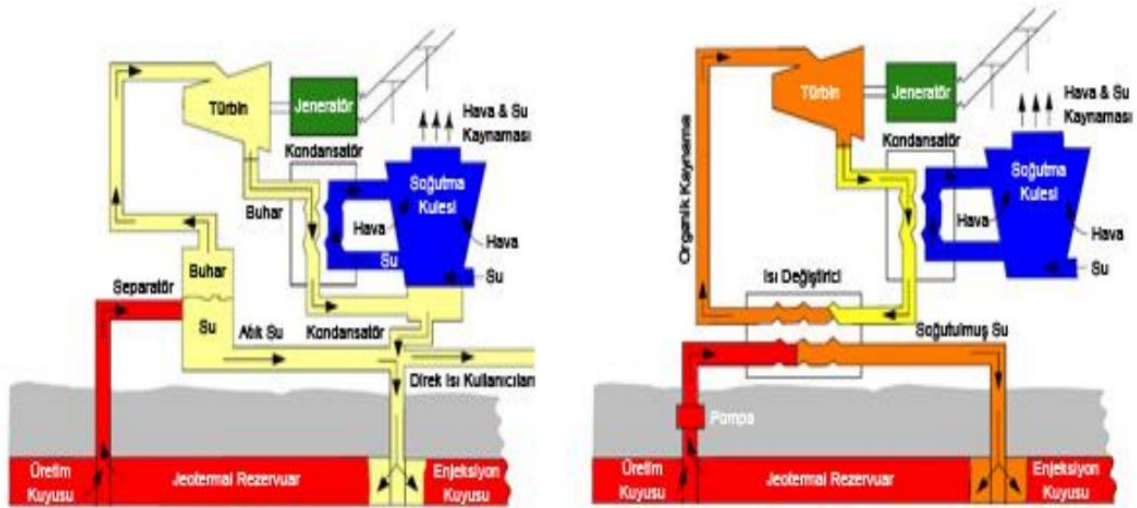 Türbin
Jeneratör
Hava & Su
Kaynaması
Kondansatör
Soğutma
Kulesi
Buhar
Hava
Hava
Su
Su
Buhar
Separatör
Su
Atık Su
Kondansatör
Direk Isı Kullanıcıları
Üretim
Kuyusu
Jeotermal Rezervuar
Enjeksiyon
Kuyusu
Türbin
Jeneratör
Hava & Su
Kaynaması
Kondansatör
Soğutma
Kulesi
Organik Kaynama
Hava
Hava
Su
Isı Değiştirici
Soğutulmuş Su
Pompa
Üretim
Kuyusu
Jeotermal Rezervuar
Enjeksiyon
Kuyusu